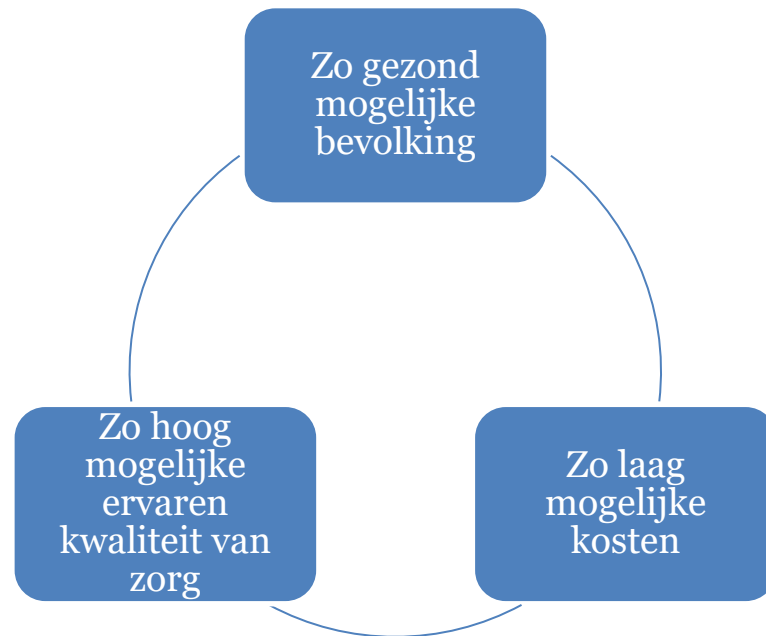 Zo gezond
mogelijke
bevolking
Zo hoog
mogelijke
ervaren
kwaliteit van
zorg
Zo laag
mogelijke
kosten